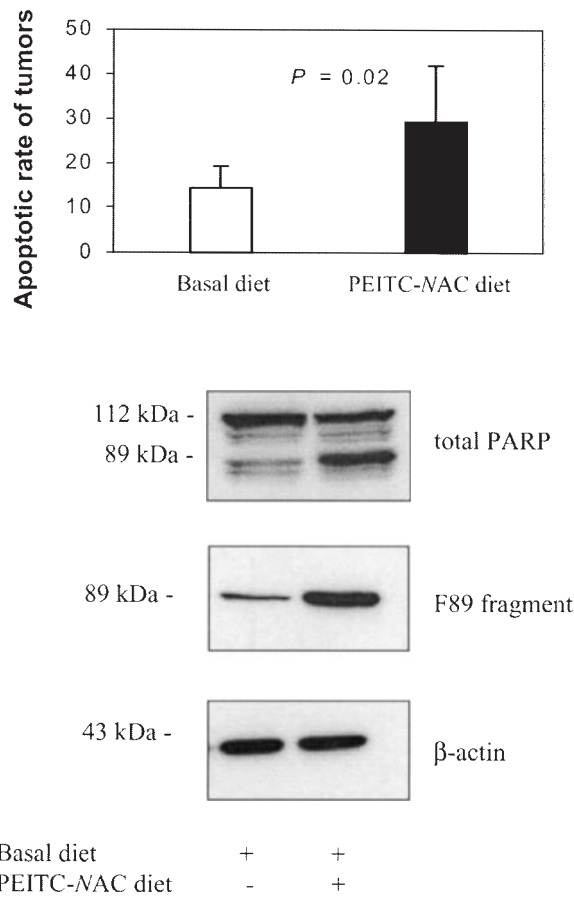 50
40
30
20
10
0
Apoptotic rate of tumors
P = 0.02
Basal diet PEITC-NAC diet
112 kDa -
89 kDa -
total PARP
89 kDa -
F89 fragment
43 kDa -
β-actin
Basal diet + +
PEITC-NAC diet - +